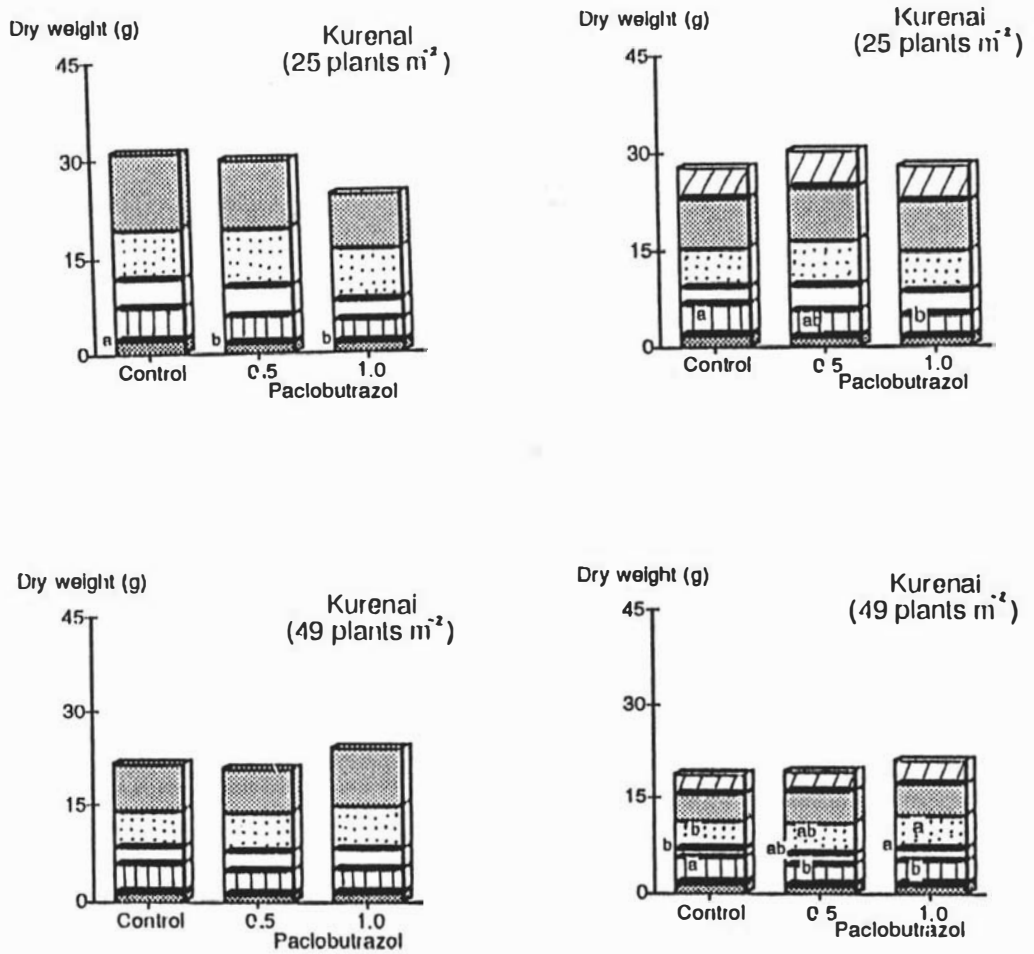 Dry weight (g)
Kurenai
(25 plants m⁻²)
45
30
15
0
a
b
b
Control
0.5
1.0
Paclobutrazol
Dry weight (g)
Kurenai
(25 plants m⁻²)
45
30
15
0
a
ab
b
Control
0 5
1.0
Paclobutrazol
Dry weight (g)
Kurenai
(49 plants m⁻²)
45
30
15
0
Control
0.5
1.0
Paclobutrazol
Dry weight (g)
Kurenai
(49 plants m⁻²)
45
30
15
0
b
b
a
ab
ab
b
a
a
b
Control
0 5
1.0
Paclobutrazol